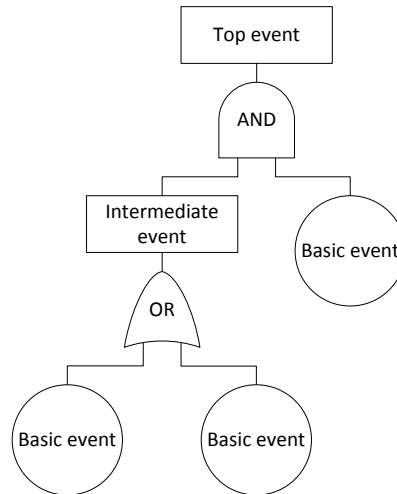 Top event
AND
Intermediate
event
Basic event
OR
Basic event
Basic event